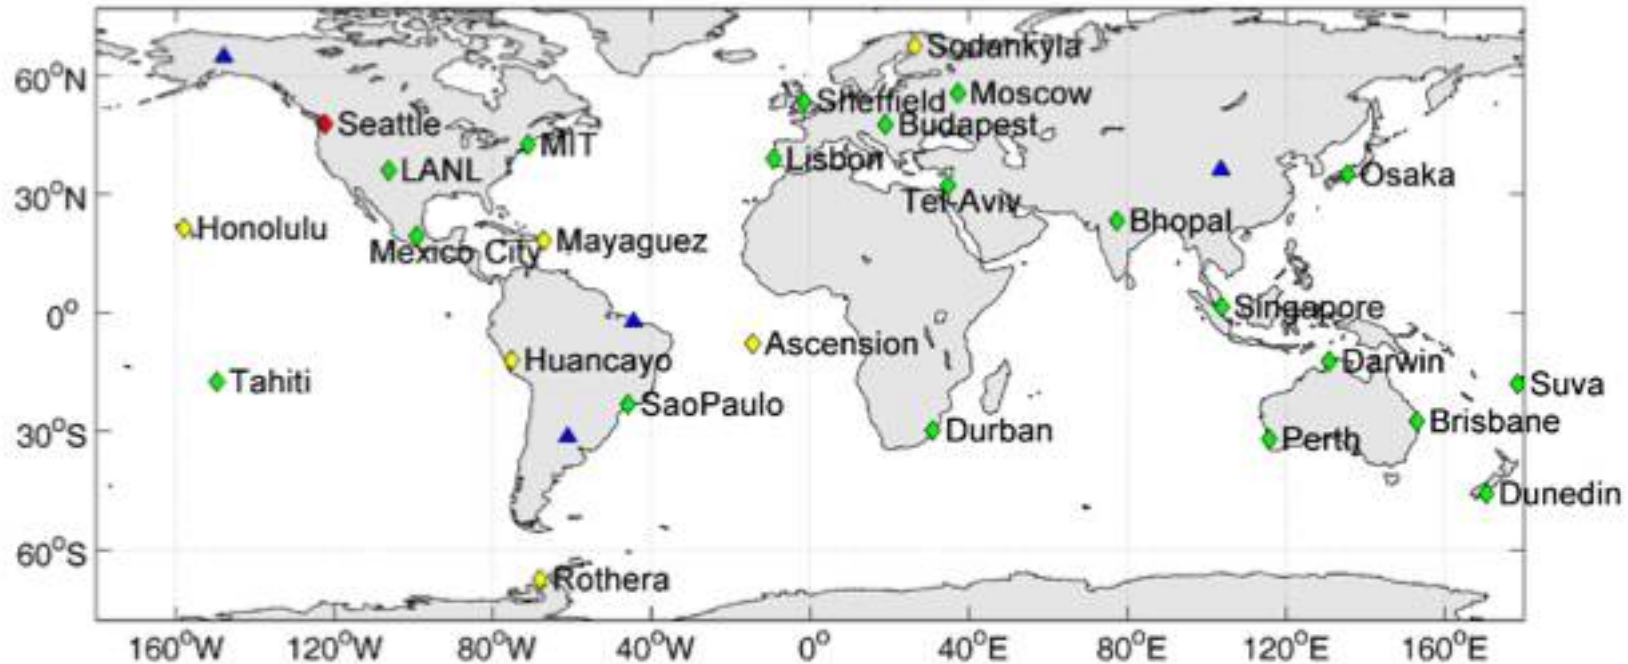 Sodankyla
60°N
Sheffield
Moscow
Seattle
Budapest
MIT
Lisbon
LANL
Osaka
30°N
Tel-Aviv
Bhopal
Honolulu
Mayaguez
Mexico City
Singapore
0°
Ascension
Huancayo
Darwin
Tahiti
Suva
SaoPaulo
Brisbane
30°S
Durban
Perth
Dunedin
60°S
Rothera
160°W 120°W 80°W 40°W 0° 40°E 80°E 120°E 160°E